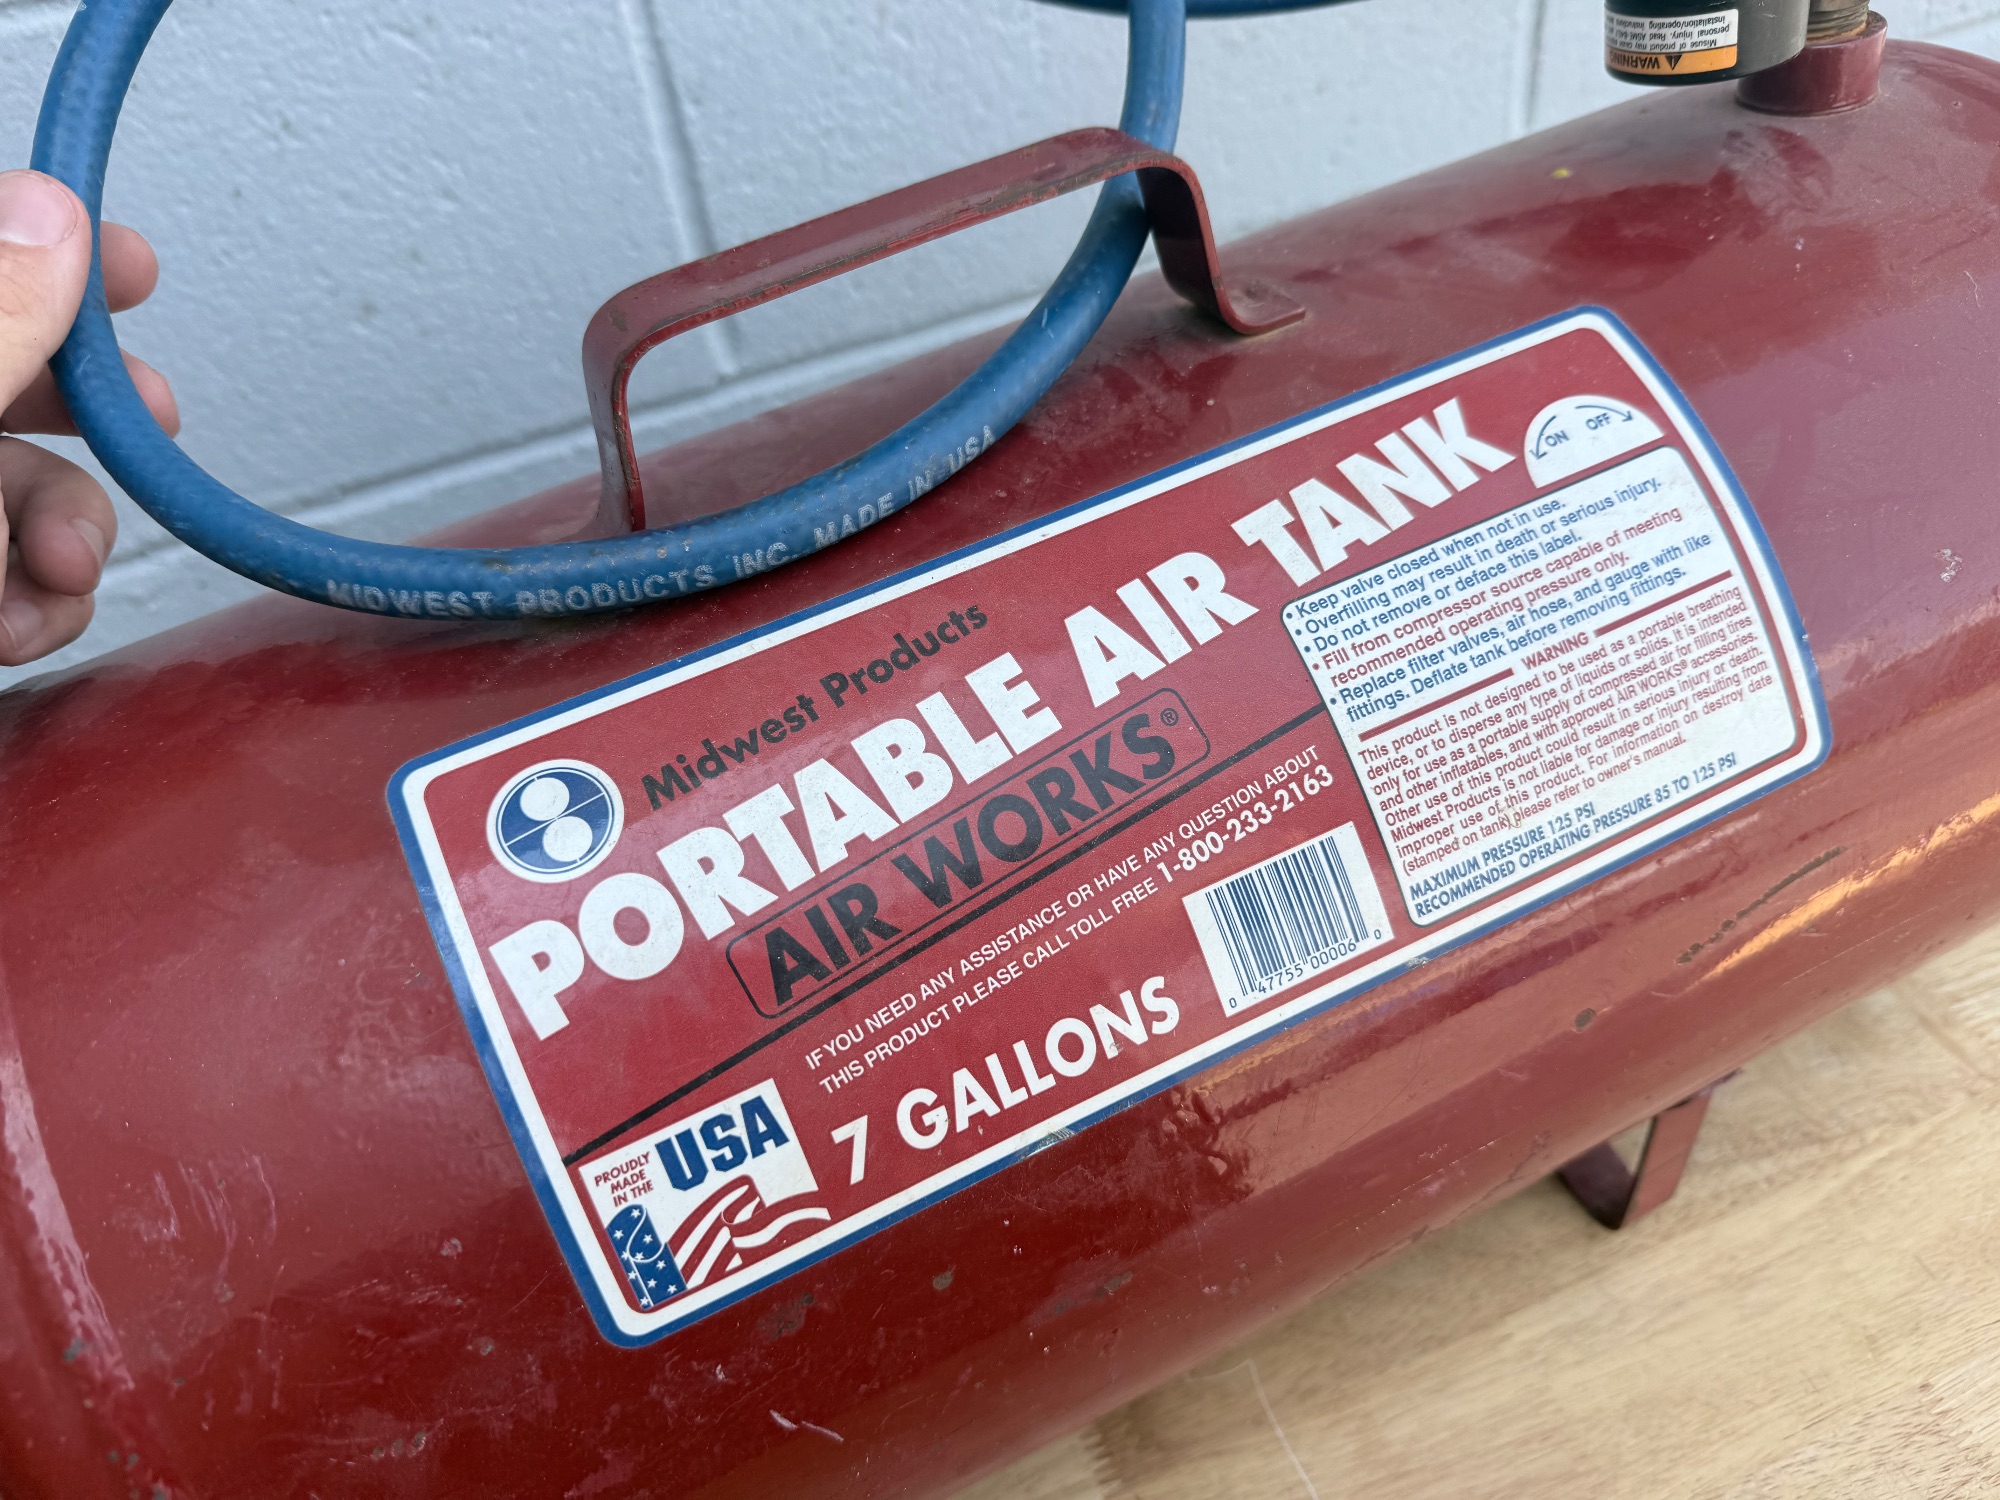 WARNING
Misuse of product may cause
personal injury. Read
installation/operating
MIDWEST PRODUCTS INC. MADE IN USA
Midwest Products
PORTABLE AIR TANK
AIR WORKS®
IF YOU NEED ANY ASSISTANCE OR HAVE ANY QUESTION ABOUT
THIS PRODUCT PLEASE CALL TOLL FREE 1-800-233-2163
7 GALLONS
PROUDLY
MADE
IN THE
USA
0 47755 00006 0
ON OFF
• Keep valve closed when not in use.
• Overfilling may result in death or serious injury.
• Do not remove or deface this label.
• Fill from compressor source capable of meeting
recommended operating pressure only.
• Replace filter valves, air hose, and gauge with like
fittings. Deflate tank before removing fittings.
WARNING
This product is not designed to be used as a portable breathing
device, or to disperse any type of liquids or solids. It is intended
only for use as a portable supply of compressed air for filling tires
and other inflatables, and with approved AIR WORKS® accessories.
Other use of this product could result in serious injury or death.
Midwest Products is not liable for damage or injury resulting from
improper use of this product. For information on destroy date
(stamped on tank) please refer to owner's manual.
MAXIMUM PRESSURE 125 PSI
RECOMMENDED OPERATING PRESSURE 85 TO 125 PSI